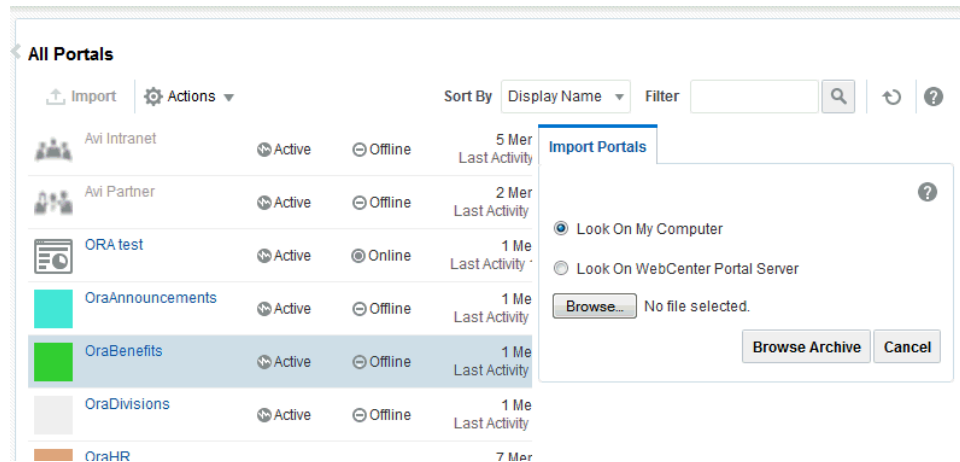 All Portals
Import Actions Sort By Display Name Filter
Avi Intranet Active Offline 5 Mer
Last Activity
Import Portals
Avi Partner Active Offline 2 Mer
Last Activity
Look On My Computer
ORA test Active Online 1 Me
Last Activity
Look On WebCenter Portal Server
OraAnnouncements Active Offline 1 Me
Last Activity
Browse... No file selected.
OraBenefits Active Offline 1 Me
Last Activity
Browse Archive Cancel
OraDivisions Active Offline 1 Me
Last Activity
OraHR 7 Mer